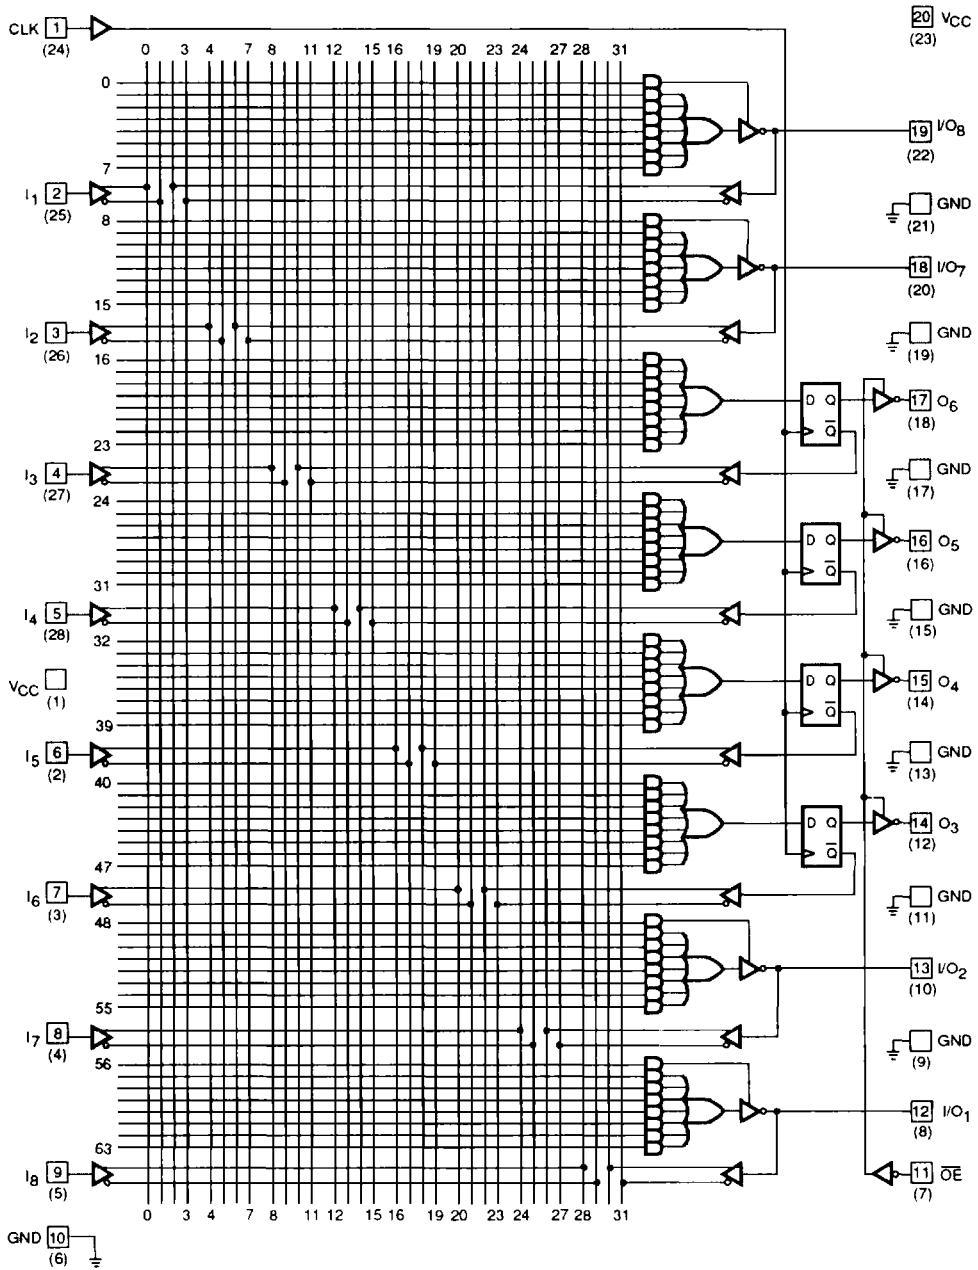 CLK 1 (24)
20 VCC (23)
0 3 4 7 8 11 12 15 16 19 20 23 24 27 28 31
0
19 I/O8 (22)
7
I1 2 (25)
GND (21)
8
18 I/O7 (20)
15
I2 3 (26)
GND (19)
16
D Q
Q̅
17 O6 (18)
23
I3 4 (27)
GND (17)
24
D Q
Q̅
16 O5 (16)
31
I4 5 (28)
GND (15)
32
VCC (1)
D Q
Q̅
15 O4 (14)
39
I5 6 (2)
GND (13)
40
D Q
Q̅
14 O3 (12)
47
I6 7 (3)
GND (11)
48
13 I/O2 (10)
55
I7 8 (4)
GND (9)
56
12 I/O1 (8)
63
I8 9 (5)
11 O̅E̅ (7)
0 3 4 7 8 11 12 15 16 19 20 23 24 27 28 31
GND 10 (6)